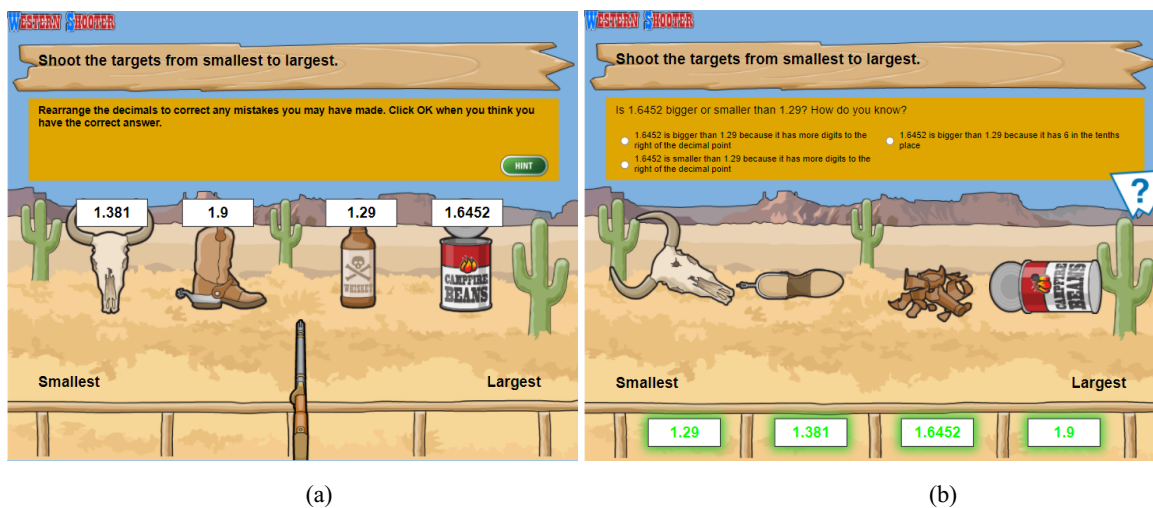 WESTERN SHOOTER
Shoot the targets from smallest to largest.
Rearrange the decimals to correct any mistakes you may have made. Click OK when you think you
have the correct answer.
HINT
1.381
1.9
1.29
1.6452
WHISKEY
CAMPFIRE
BEANS
Smallest
Largest
(a)
WESTERN SHOOTER
Shoot the targets from smallest to largest.
Is 1.6452 bigger or smaller than 1.29? How do you know?
1.6452 is bigger than 1.29 because it has more digits to the
right of the decimal point
1.6452 is bigger than 1.29 because it has 6 in the tenths
place
1.6452 is smaller than 1.29 because it has more digits to the
right of the decimal point
?
CAMPFIRE
BEANS
Smallest
Largest
1.29
1.381
1.6452
1.9
(b)